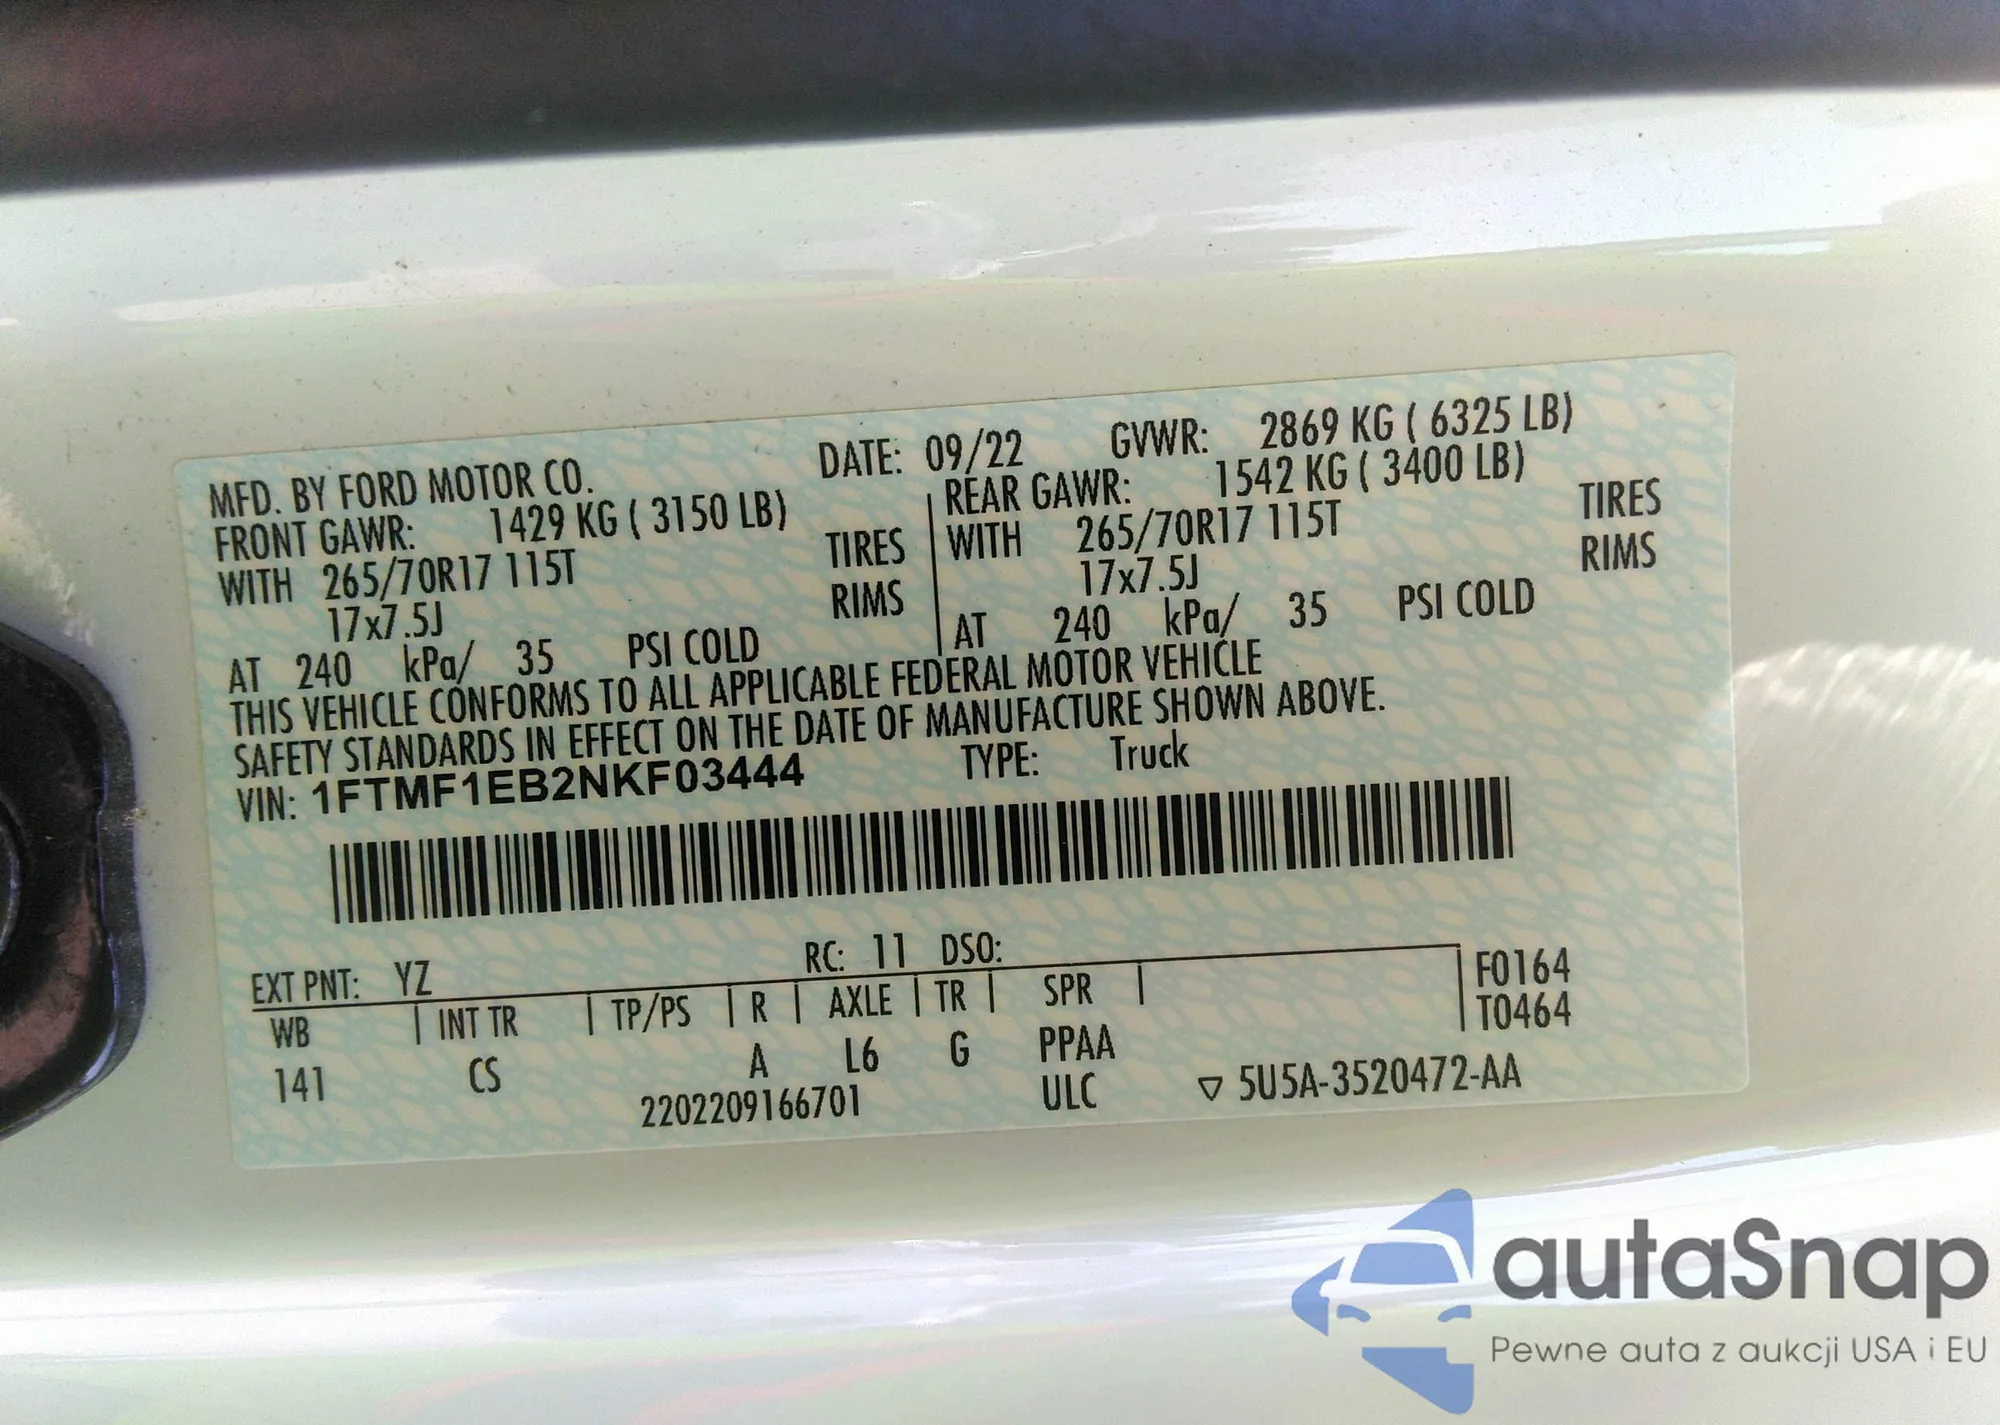 MFD. BY FORD MOTOR CO. DATE: 09/22 GVWR: 2869 KG ( 6325 LB)
FRONT GAWR: 1429 KG ( 3150 LB) REAR GAWR: 1542 KG ( 3400 LB)
WITH 265/70R17 115T TIRES WITH 265/70R17 115T TIRES
17x7.5J RIMS 17x7.5J RIMS
AT 240 kPa/ 35 PSI COLD AT 240 kPa/ 35 PSI COLD
THIS VEHICLE CONFORMS TO ALL APPLICABLE FEDERAL MOTOR VEHICLE
SAFETY STANDARDS IN EFFECT ON THE DATE OF MANUFACTURE SHOWN ABOVE.
VIN: 1FTMF1EB2NKF03444 TYPE: Truck
EXT PNT: YZ RC: 11 DSO:
WB INT TR TP/PS R AXLE TR SPR F0164
141 CS A L6 G PPAA T0464
2202209166701 ULC ▽ 5U5A-3520472-AA
autaSnap
Pewne auta z aukcji USA i EU